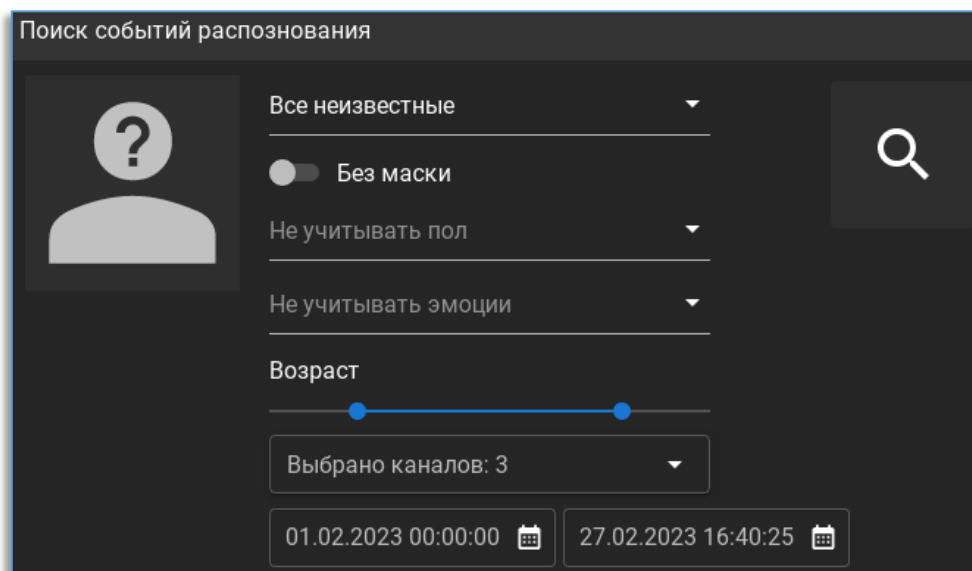 Поиск событий распознования
?
Все неизвестные
Без маски
Не учитывать пол
Не учитывать эмоции
Возраст
Выбрано каналов: 3
01.02.2023 00:00:00 27.02.2023 16:40:25